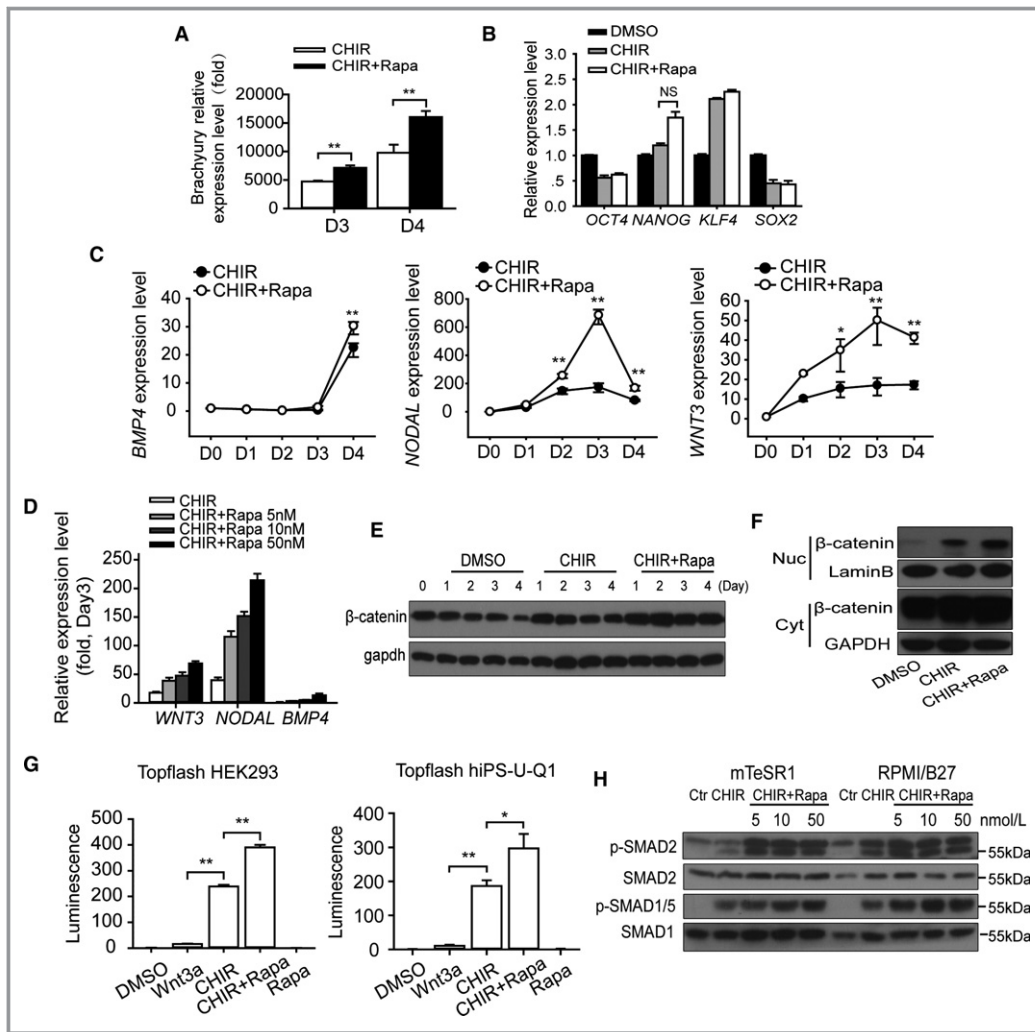 A
CHIR
CHIR+Rapa
Brachyury relative
expression level (fold)
20000
15000
10000
5000
0
**
**
D3
D4
B
DMSO
CHIR
CHIR+Rapa
Relative expression level
3.0
2.5
2.0
1.5
1.0
0.5
.0
NS
OCT4 NANOG KLF4 SOX2
C
CHIR
CHIR+Rapa
BMP4 expression level
40
30
20
10
0
**
D0 D1 D2 D3 D4
CHIR
CHIR+Rapa
NODAL expression level
800
600
400
200
0
**
**
**
D0 D1 D2 D3 D4
CHIR
CHIR+Rapa
WNT3 expression level
60
50
40
30
20
10
0
*
**
**
D0 D1 D2 D3 D4
D
CHIR
CHIR+Rapa 5nM
CHIR+Rapa 10nM
CHIR+Rapa 50nM
Relative expression level
(fold, Day3)
250
200
150
100
50
0
WNT3 NODAL BMP4
E
DMSO CHIR CHIR+Rapa
0 1 2 3 4 1 2 3 4 1 2 3 4 (Day)
β-catenin
gapdh
F
Nuc
β-catenin
LaminB
Cyt
β-catenin
GAPDH
DMSO
CHIR
CHIR+Rapa
G
Topflash HEK293
Luminescence
500
400
300
200
100
0
**
**
DMSO
Wnt3a
CHIR
CHIR+Rapa
Rapa
Topflash hiPS-U-Q1
Luminescence
400
300
200
100
0
**
*
DMSO
Wnt3a
CHIR
CHIR+Rapa
Rapa
H
mTeSR1 RPMI/B27
Ctr CHIR CHIR+Rapa Ctr CHIR CHIR+Rapa
5 10 50 5 10 50 nmol/L
p-SMAD2 55kDa
SMAD2 55kDa
p-SMAD1/5 55kDa
SMAD1 55kDa